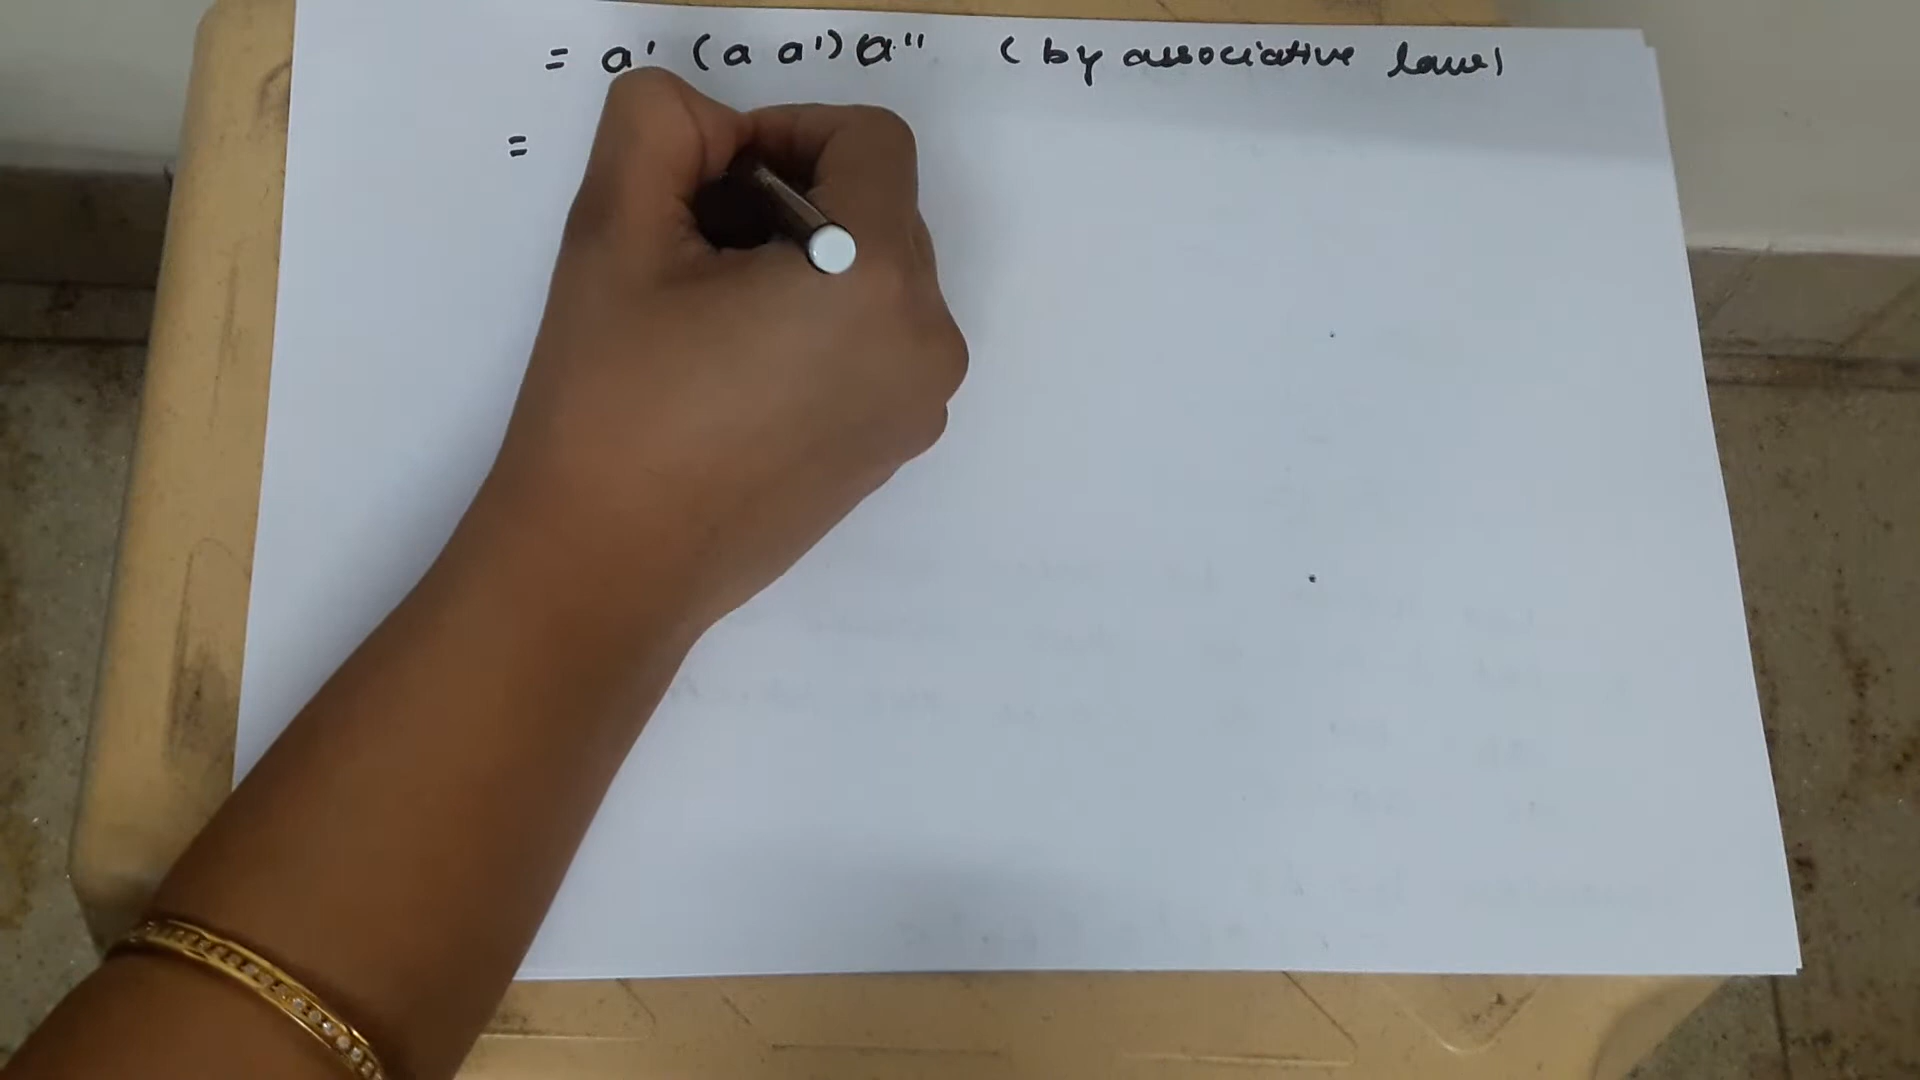 = a' (a a') a'' (by associative law)
=